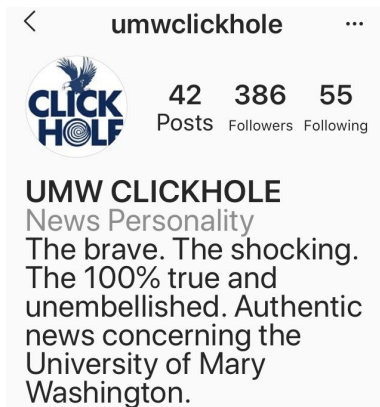 umwclickhole
CLICK
HOLE
42 386 55
Posts Followers Following
UMW CLICKHOLE
News Personality
The brave. The shocking.
The 100% true and
unembellished. Authentic
news concerning the
University of Mary
Washington.